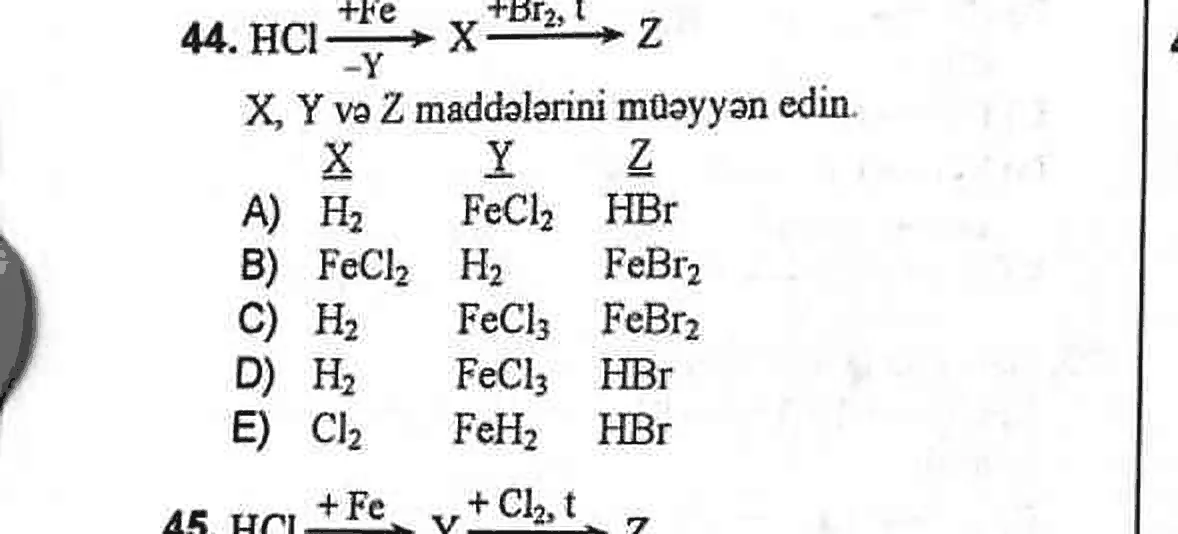 44. HCl +Fe −Y X +Br₂, t Z
X, Y və Z maddələrini müəyyən edin.
X Y Z
A) H₂ FeCl₂ HBr
B) FeCl₂ H₂ FeBr₂
C) H₂ FeCl₃ FeBr₂
D) H₂ FeCl₃ HBr
E) Cl₂ FeH₂ HBr
45. HCl + Fe + Cl₂, t Z